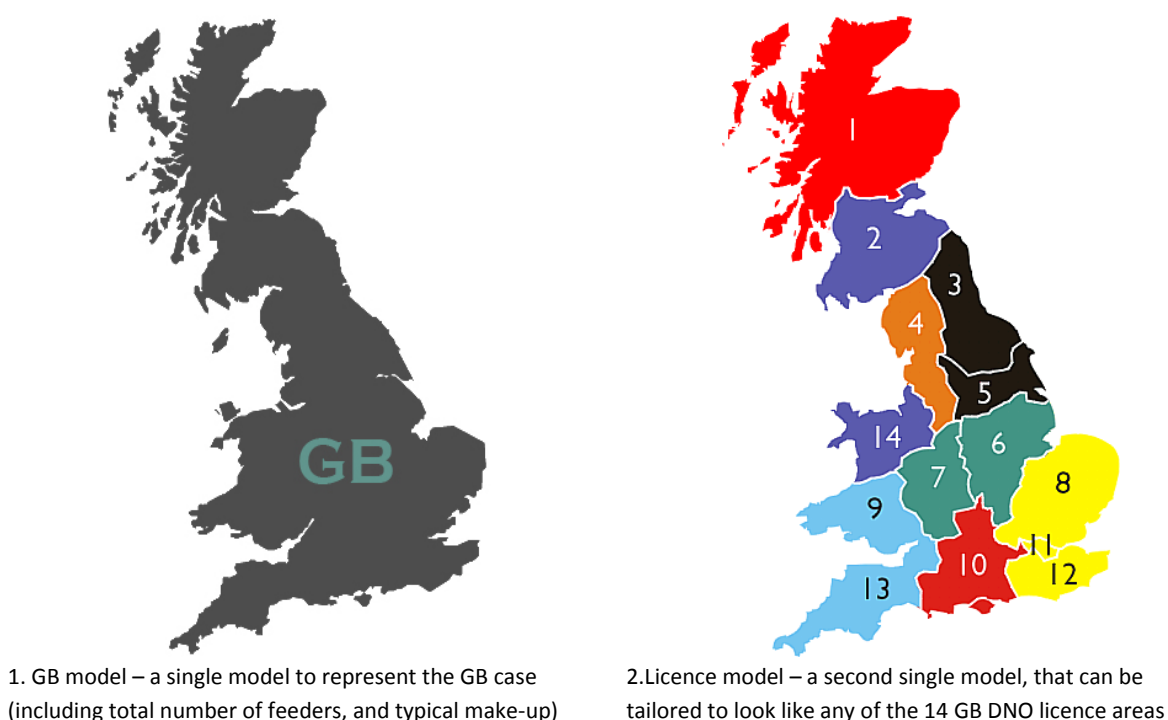 GB
1
2
3
4
5
14
6
7
8
9
11
10
12
13
1. GB model – a single model to represent the GB case
(including total number of feeders, and typical make-up)
2.Licence model – a second single model, that can be
tailored to look like any of the 14 GB DNO licence areas